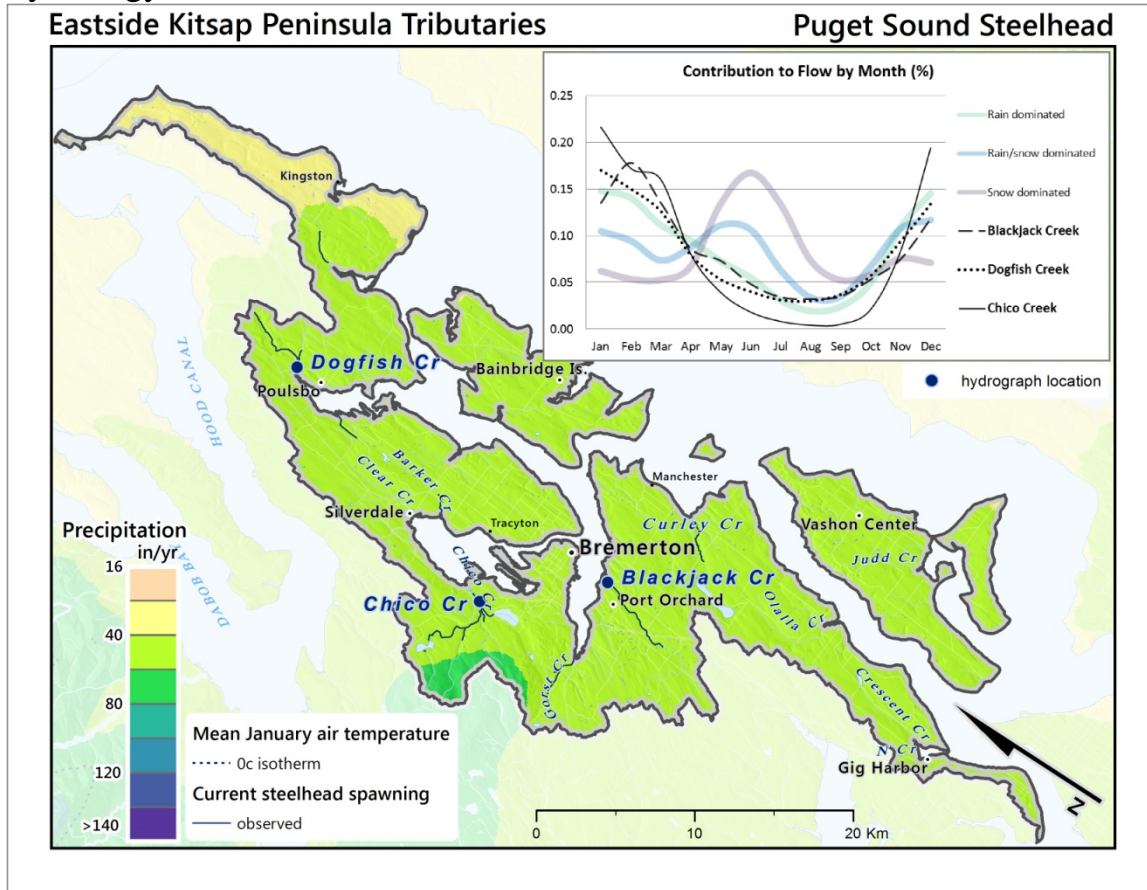 Eastside Kitsap Peninsula Tributaries
Puget Sound Steelhead
Contribution to Flow by Month (%)
0.25
0.20
0.15
0.10
0.05
0.00
Jan Feb Mar Apr May Jun Jul Aug Sep Oct Nov Dec
Rain dominated
Rain/snow dominated
Snow dominated
Blackjack Creek
Dogfish Creek
Chico Creek
hydrograph location
Kingston
HOOD CANAL
Dogfish Cr
Poulsbo
Bainbridge Is.
Barker Cr
Clear Cr
Silverdale
Tracyton
Manchester
Curley Cr
Vashon Center
Judd Cr
Bremerton
Chico Cr
Blackjack Cr
Chico Cr
Port Orchard
Olalla Cr
Gorst Cr
Crescent Cr
N Cr
Gig Harbor
DABOB BAY
Precipitation
in/yr
16
40
80
120
>140
Mean January air temperature
0c isotherm
Current steelhead spawning
observed
0 10 20 Km
N